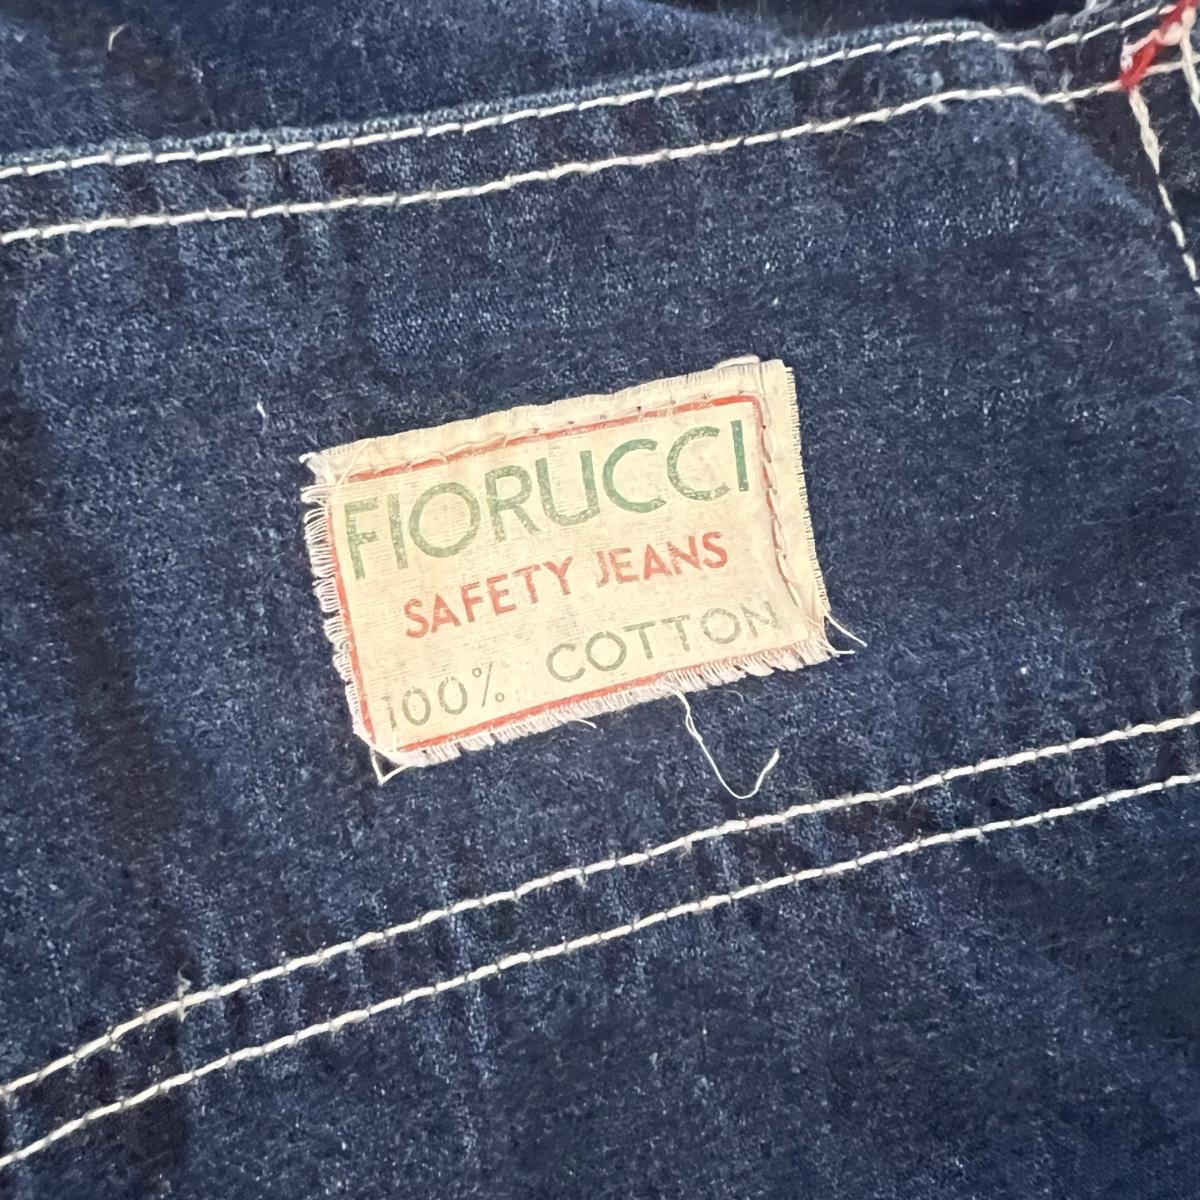 FIORUCCI
SAFETY JEANS
100% COTTON